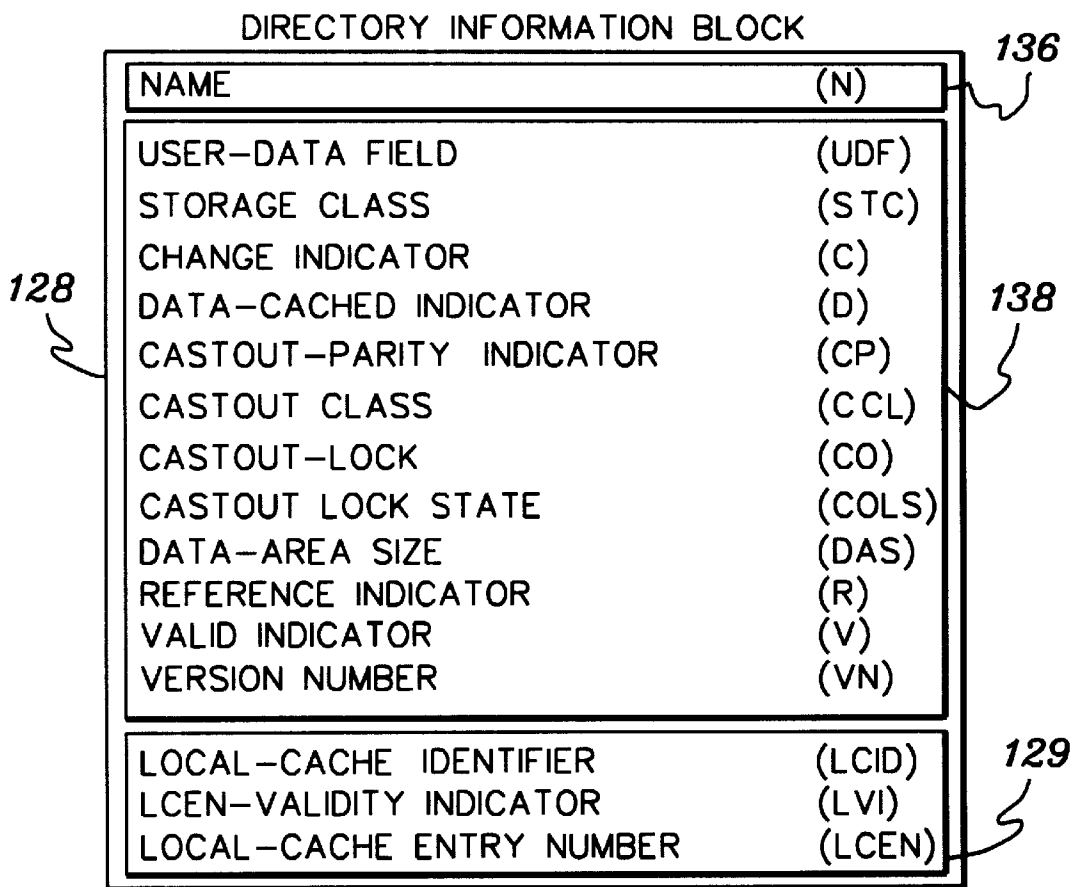 DIRECTORY INFORMATION BLOCK
136
NAME (N)
USER-DATA FIELD (UDF)
STORAGE CLASS (STC)
CHANGE INDICATOR (C)
128
DATA-CACHED INDICATOR (D)
138
CASTOUT-PARITY INDICATOR (CP)
CASTOUT CLASS (CCL)
CASTOUT-LOCK (CO)
CASTOUT LOCK STATE (COLS)
DATA-AREA SIZE (DAS)
REFERENCE INDICATOR (R)
VALID INDICATOR (V)
VERSION NUMBER (VN)
129
LOCAL-CACHE IDENTIFIER (LCID)
LCEN-VALIDITY INDICATOR (LVI)
LOCAL-CACHE ENTRY NUMBER (LCEN)